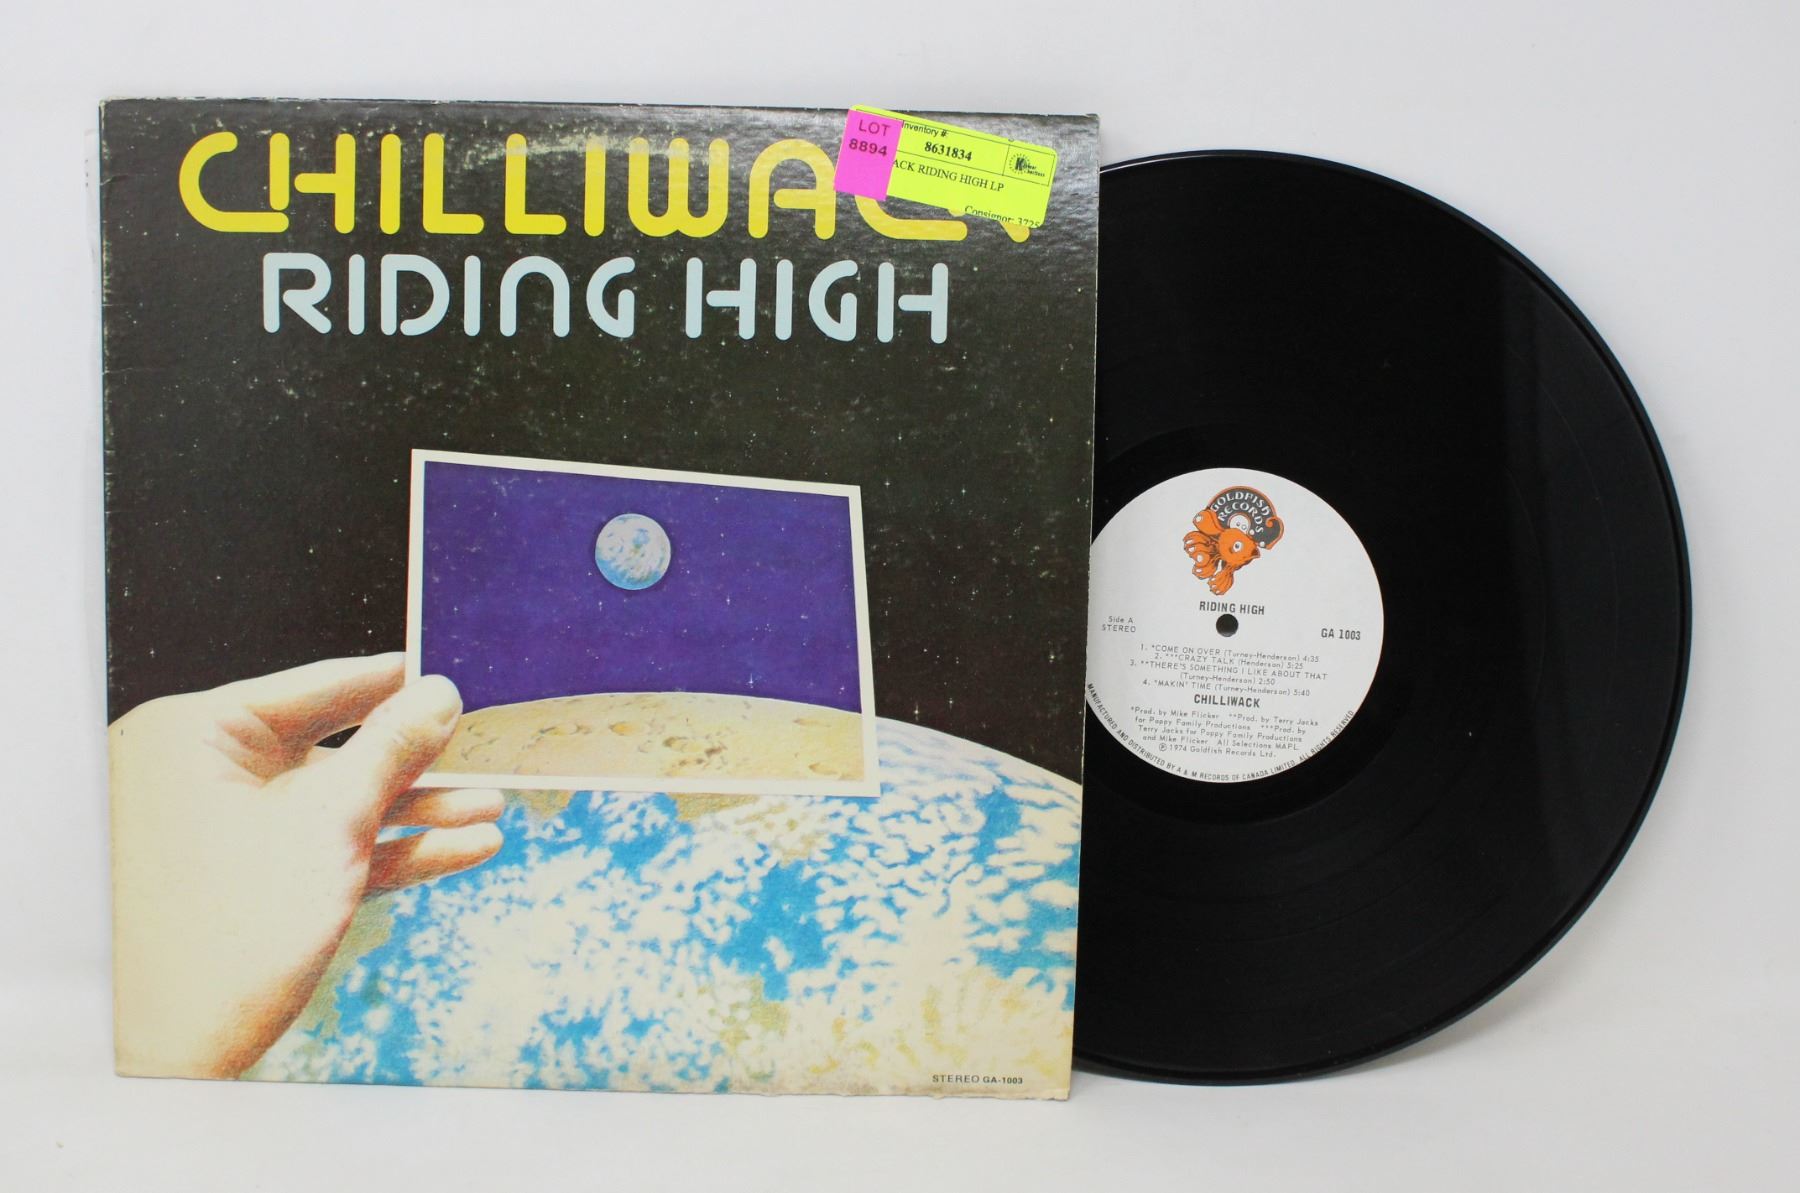 CHILLIWACK
RIDING HIGH
LOT
8894
Inventory #:
8631834
ACK RIDING HIGH LP
Consignor: 3725
STEREO GA-1003
GOLDFISH
RECORDS
RIDING HIGH
Side A
STEREO
GA 1003
1. *COME ON OVER (Turney-Henderson) 4:35
2. ***CRAZY TALK (Henderson) 5:25
3. **THERE'S SOMETHING I LIKE ABOUT THAT
(Turney-Henderson) 2:50
4. *MAKIN' TIME (Turney-Henderson) 5:40
CHILLIWACK
*Prod. by Mike Flicker **Prod. by Terry Jacks
for Poppy Family Productions ***Prod. by
Terry Jacks for Poppy Family Productions
and Mike Flicker All Selections MAPL
℗ 1974 Goldfish Records Ltd.
MANUFACTURED AND DISTRIBUTED BY A & M RECORDS OF CANADA LIMITED. ALL RIGHTS RESERVED